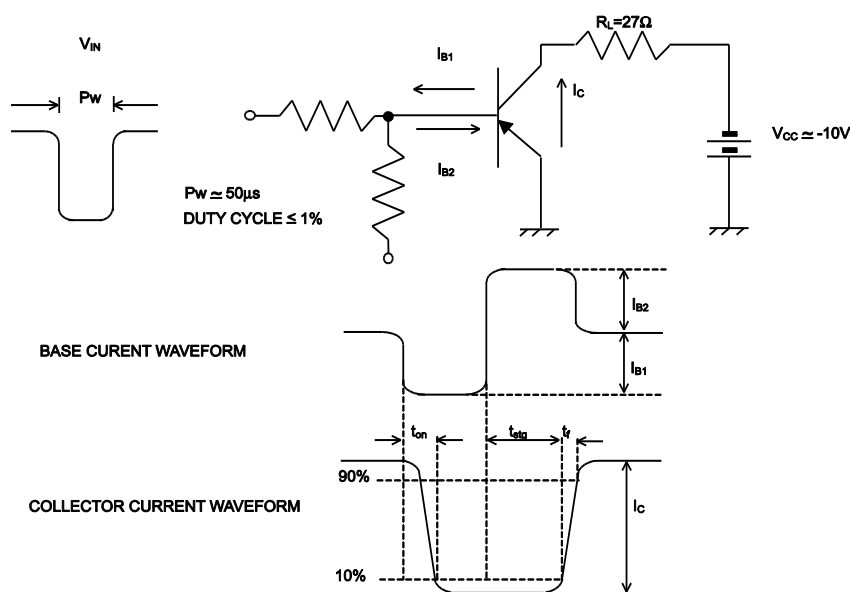 RL=27Ω
VIN
IB1
Pw
IC
VCC ≃ -10V
IB2
Pw ≃ 50μs
DUTY CYCLE ≤ 1%
IB2
BASE CURENT WAVEFORM
IB1
ton
tstg
tf
90%
COLLECTOR CURRENT WAVEFORM
IC
10%